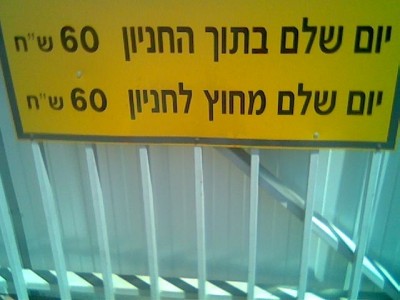 יום שלם בתוך החניון 60 ש"ח
יום שלם מחוץ לחניון 60 ש"ח